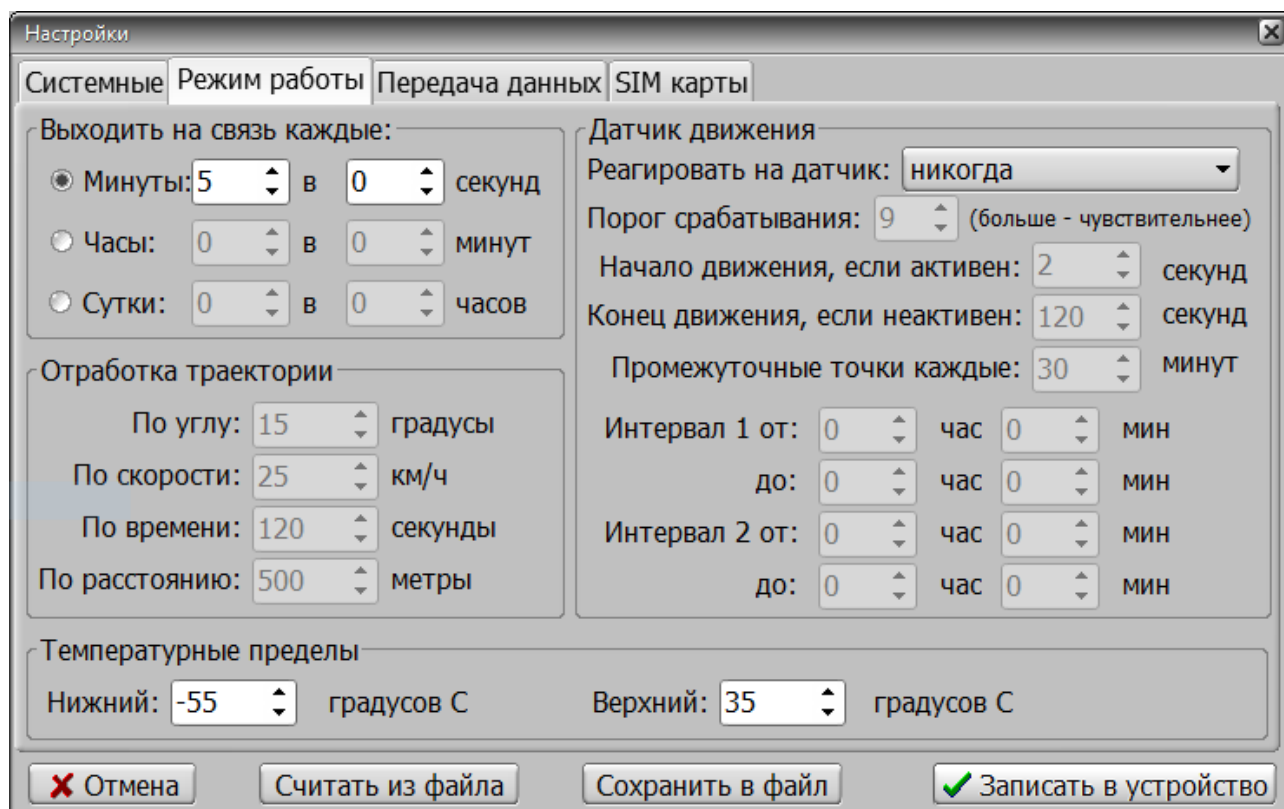 Настройки
Системные Режим работы Передача данных SIM карты
Выходить на связь каждые:
Минуты: 5 в 0 секунд
Часы: 0 в 0 минут
Сутки: 0 в 0 часов
Отработка траектории
По углу: 15 градусы
По скорости: 25 км/ч
По времени: 120 секунды
По расстоянию: 500 метры
Датчик движения
Реагировать на датчик: никогда
Порог срабатывания: 9 (больше - чувствительнее)
Начало движения, если активен: 2 секунд
Конец движения, если неактивен: 120 секунд
Промежуточные точки каждые: 30 минут
Интервал 1 от: 0 час 0 мин
до: 0 час 0 мин
Интервал 2 от: 0 час 0 мин
до: 0 час 0 мин
Температурные пределы
Нижний: -55 градусов С Верхний: 35 градусов С
Отмена Считать из файла Сохранить в файл Записать в устройство